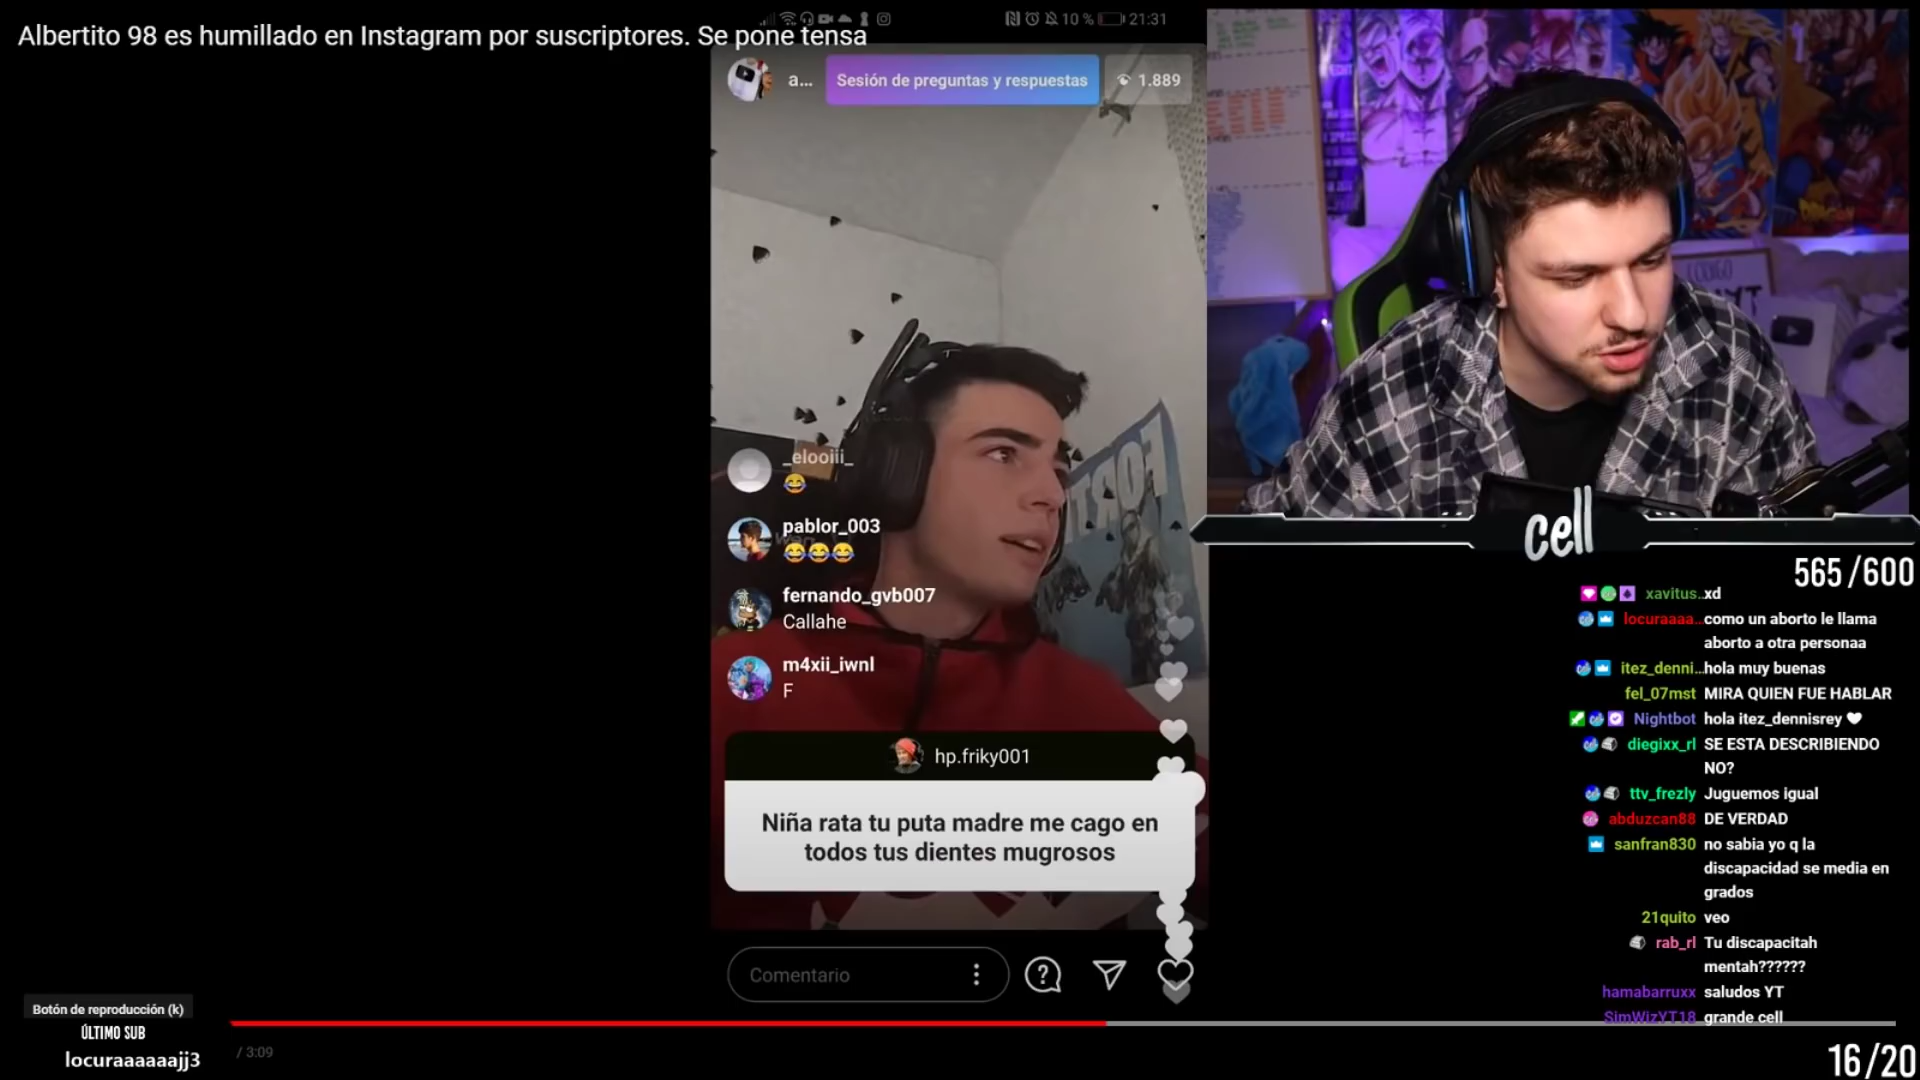 Albertito 98 es humillado en Instagram por suscriptores. Se pone tensa
10 %
21:31
a...
Sesión de preguntas y respuestas
1.889
_elooiii_
😂
pablor_003
😂😂😂
fernando_gvb007
Callahe
m4xii_iwnl
F
hp.friky001
Niña rata tu puta madre me cago en
todos tus dientes mugrosos
Comentario
FORT
cell
565/600
xavitus.. xd
locuraaaa... como un aborto le llama
aborto a otra personaa
itez_denni... hola muy buenas
fel_07mst MIRA QUIEN FUE HABLAR
Nightbot hola itez_dennisrey ❤
diegixx_rl SE ESTA DESCRIBIENDO
NO?
ttv_frezly Juguemos igual
abduzcan88 DE VERDAD
sanfran830 no sabia yo q la
discapacidad se media en
grados
21quito veo
rab_rl Tu discapacitah
mentah??????
hamabarruxx saludos YT
SimWizYT18 grande cell
Botón de reproducción (k)
ÚLTIMO SUB
locuraaaaaajj3
/ 3:09
16/20